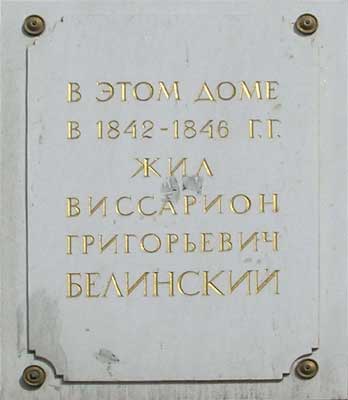 В ЭТОМ ДОМЕ
В 1842-1846 Г.Г.
ЖИЛ
ВИССАРИОН
ГРИГОРЬЕВИЧ
БЕЛИНСКИЙ